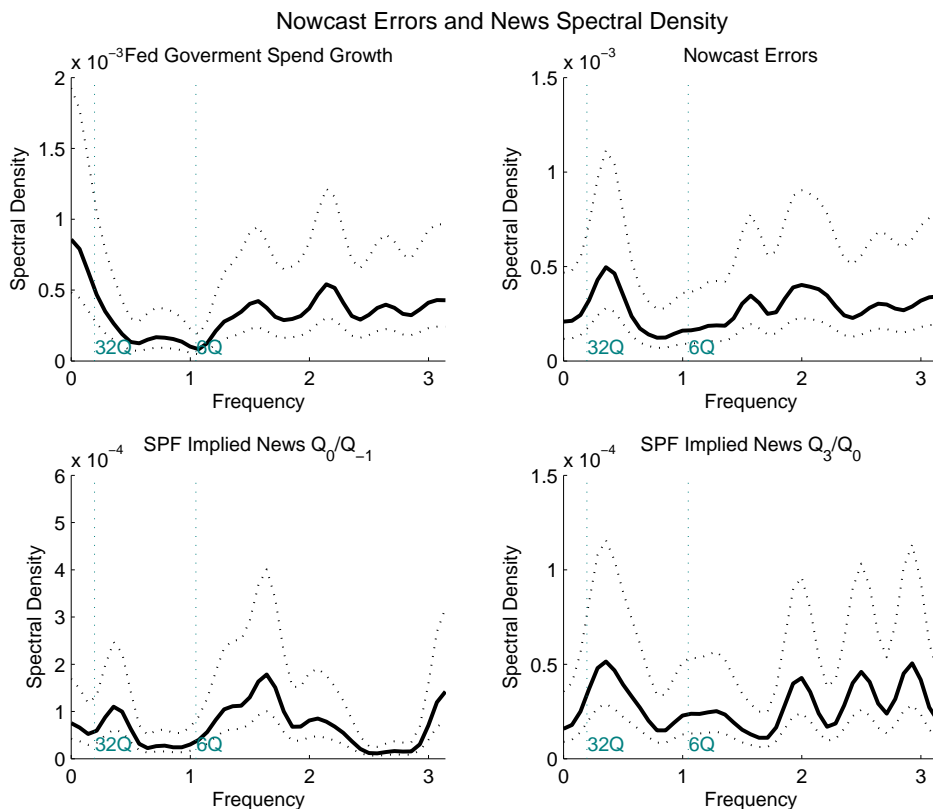 Nowcast Errors and News Spectral Density
x 10⁻³ Fed Goverment Spend Growth
2
1.5
1
0.5
0
Spectral Density
32Q
6Q
0 1 2 3
Frequency
x 10⁻³
Nowcast Errors
1.5
1
0.5
0
Spectral Density
32Q
6Q
0 1 2 3
Frequency
SPF Implied News Q₀/Q₋₁
x 10⁻⁴
6
5
4
3
2
1
0
Spectral Density
32Q
6Q
0 1 2 3
Frequency
SPF Implied News Q₃/Q₀
x 10⁻⁴
1.5
1
0.5
0
Spectral Density
32Q
6Q
0 1 2 3
Frequency